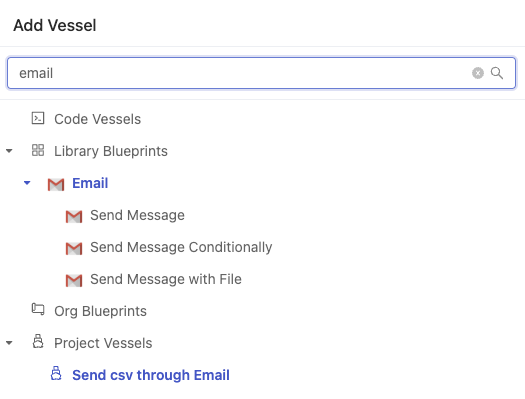 Add Vessel
email
Code Vessels
Library Blueprints
Email
Send Message
Send Message Conditionally
Send Message with File
Org Blueprints
Project Vessels
Send csv through Email